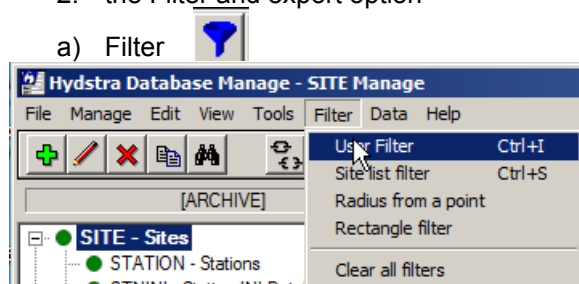 2. the Filter and export option
a) Filter
Hydstra Database Manage - SITE Manage
File Manage Edit View Tools Filter Data Help
User Filter Ctrl+I
Site list filter Ctrl+S
[ARCHIVE]
Radius from a point
Rectangle filter
SITE - Sites
STATION - Stations
Clear all filters